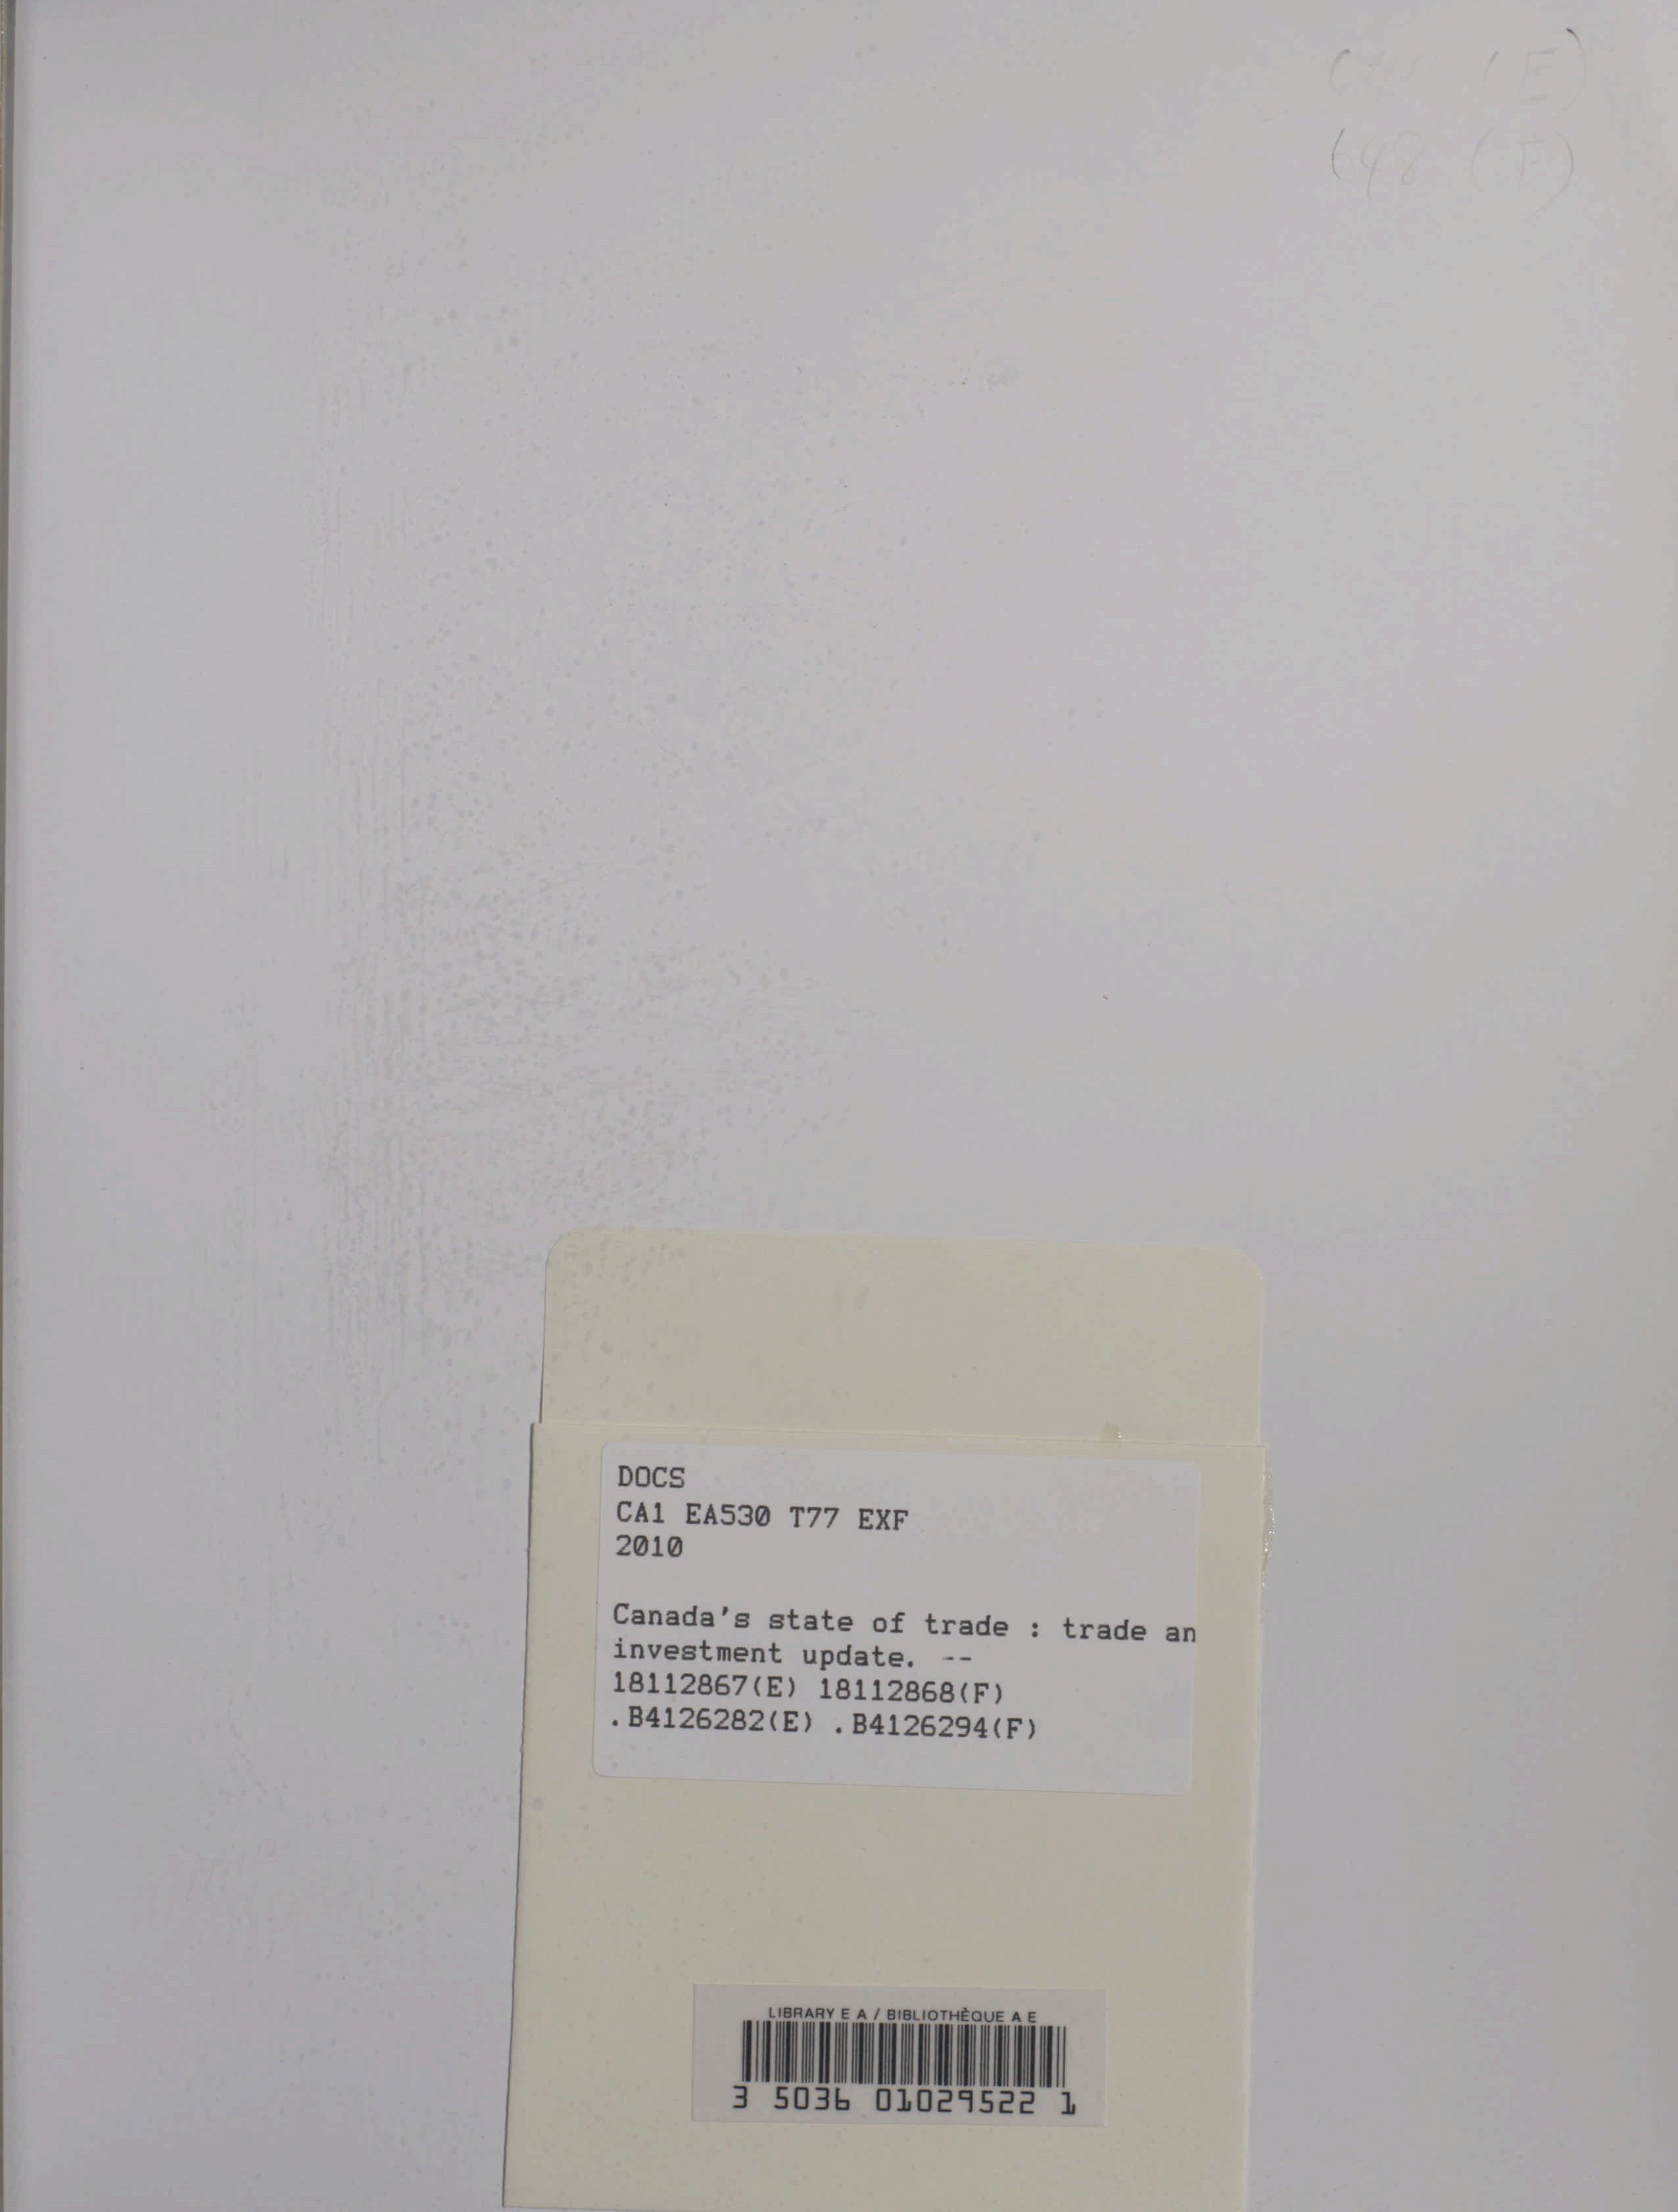 (E)
648 (F)
DOCS
CA1 EA530 T77 EXF
2010
Canada's state of trade : trade an
investment update. --
18112867(E) 18112868(F)
.B4126282(E) .B4126294(F)
LIBRARY E A / BIBLIOTHÈQUE A E
3 5036 01029522 1